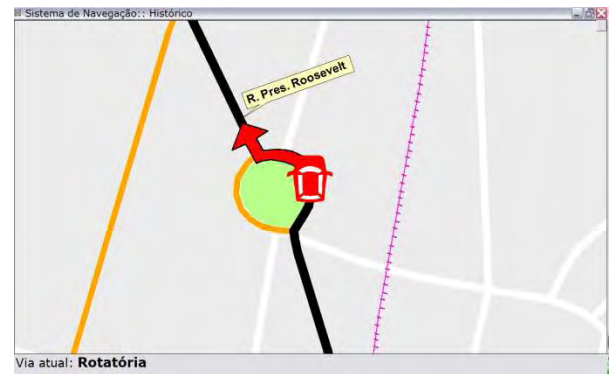 Sistema de Navegação:: Histórico
R. Pres. Roosevelt
Via atual: Rotatória